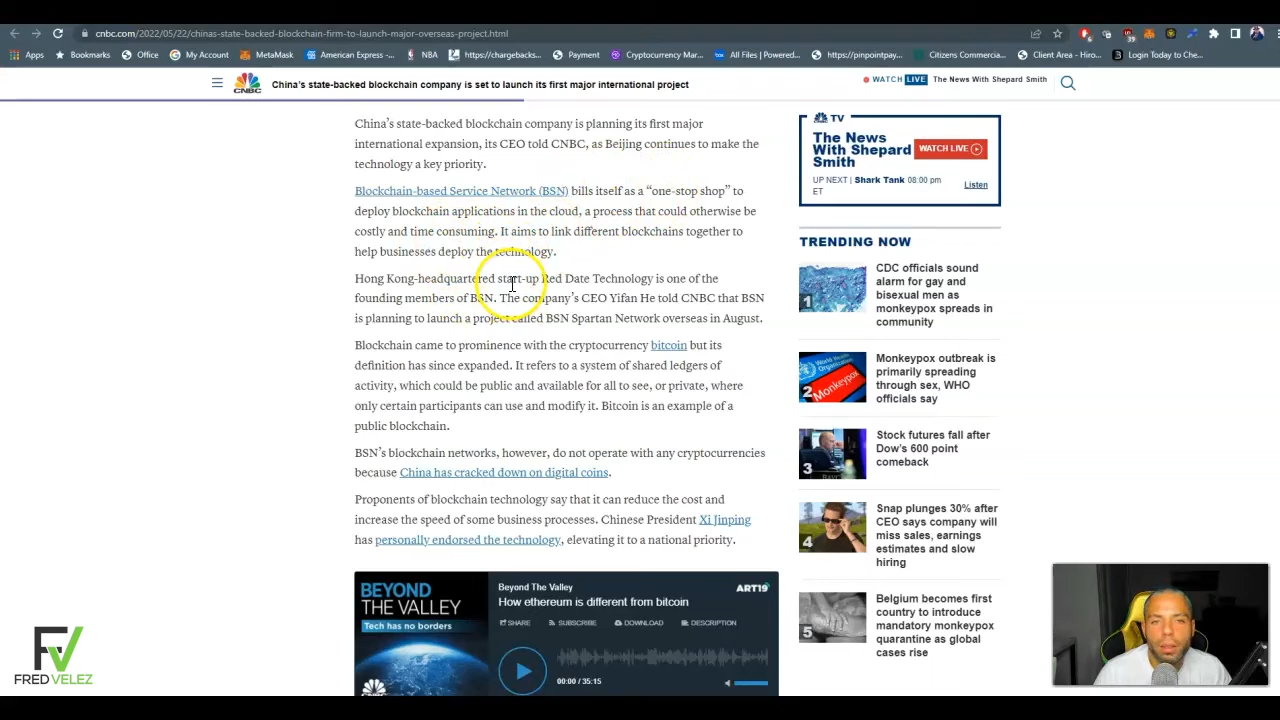 cnbc.com/2022/05/22/chinas-state-backed-blockchain-firm-to-launch-major-overseas-project.html
Apps Bookmarks Office My Account MetaMask American Express -... NBA https://chargebacks... Payment Cryptocurrency Mar... All Files | Powered... https://pinpointpay... Citizens Commercia... Client Area - Hiro... Login Today to Che...
CNBC
China's state-backed blockchain company is set to launch its first major international project
WATCH LIVE The News With Shepard Smith
China's state-backed blockchain company is planning its first major
international expansion, its CEO told CNBC, as Beijing continues to make the
technology a key priority.
Blockchain-based Service Network (BSN) bills itself as a “one-stop shop” to
deploy blockchain applications in the cloud, a process that could otherwise be
costly and time consuming. It aims to link different blockchains together to
help businesses deploy the technology.
Hong Kong-headquartered start-up Red Date Technology is one of the
founding members of BSN. The company's CEO Yifan He told CNBC that BSN
is planning to launch a project called BSN Spartan Network overseas in August.
Blockchain came to prominence with the cryptocurrency bitcoin but its
definition has since expanded. It refers to a system of shared ledgers of
activity, which could be public and available for all to see, or private, where
only certain participants can use and modify it. Bitcoin is an example of a
public blockchain.
BSN's blockchain networks, however, do not operate with any cryptocurrencies
because China has cracked down on digital coins.
Proponents of blockchain technology say that it can reduce the cost and
increase the speed of some business processes. Chinese President Xi Jinping
has personally endorsed the technology, elevating it to a national priority.
BEYOND
THE VALLEY
Tech has no borders
CNBC
Beyond The Valley
ART19
How ethereum is different from bitcoin
SHARE SUBSCRIBE DOWNLOAD DESCRIPTION
00:00 / 35:15
TV
The News
With Shepard
Smith
WATCH LIVE
UP NEXT | Shark Tank 08:00 pm
ET
Listen
TRENDING NOW
1
CDC officials sound
alarm for gay and
bisexual men as
monkeypox spreads in
community
World Health
Monkeypox
2
Monkeypox outbreak is
primarily spreading
through sex, WHO
officials say
3
Stock futures fall after
Dow's 600 point
comeback
4
Snap plunges 30% after
CEO says company will
miss sales, earnings
estimates and slow
hiring
5
Belgium becomes first
country to introduce
mandatory monkeypox
quarantine as global
cases rise
FV
FRED VELEZ